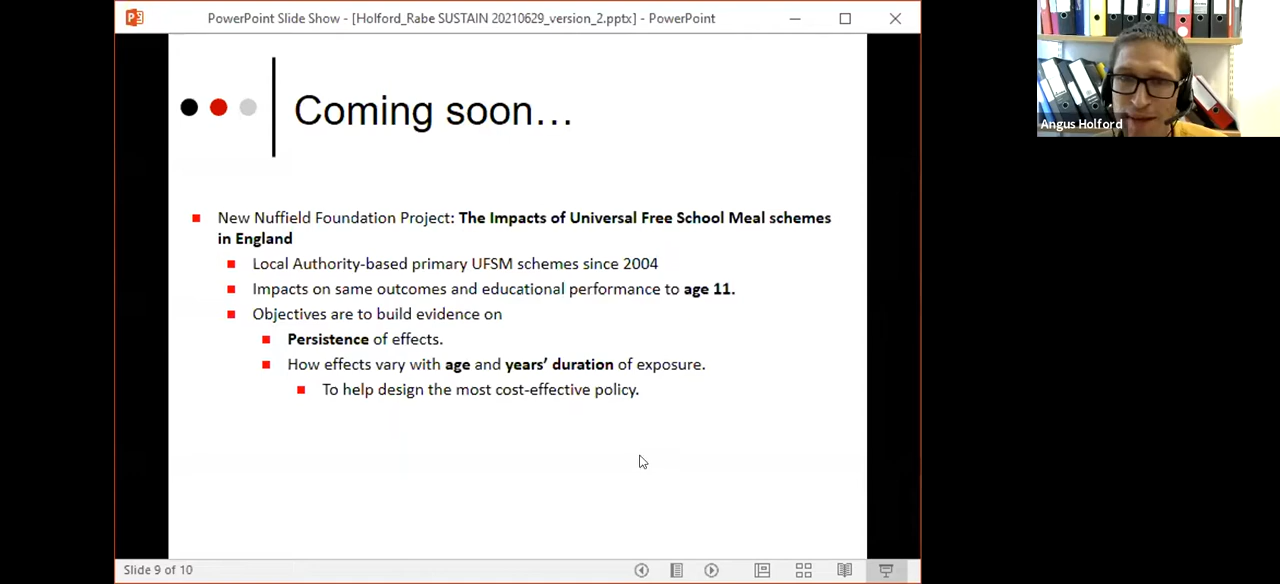 PowerPoint Slide Show - [Holford_Rabe SUSTAIN 20210629_version_2.pptx] - PowerPoint
Angus Holford
Coming soon…
New Nuffield Foundation Project: The Impacts of Universal Free School Meal schemes
in England
Local Authority-based primary UFSM schemes since 2004
Impacts on same outcomes and educational performance to age 11.
Objectives are to build evidence on
Persistence of effects.
How effects vary with age and years’ duration of exposure.
To help design the most cost-effective policy.
Slide 9 of 10